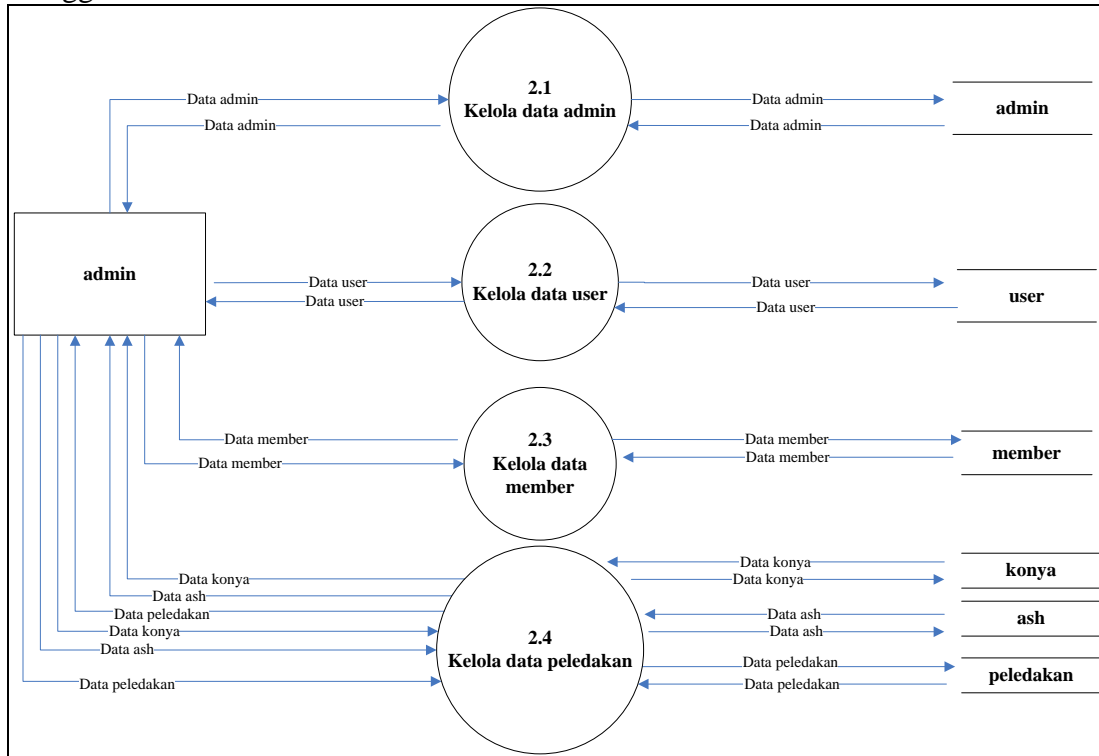 2.1
Kelola data admin
Data admin
Data admin
Data admin
Data admin
admin
admin
2.2
Kelola data user
Data user
Data user
Data user
Data user
user
2.3
Kelola data
member
Data member
Data member
Data member
Data member
member
2.4
Kelola data peledakan
Data konya
Data ash
Data peledakan
Data konya
Data ash
Data peledakan
Data konya
Data konya
konya
Data ash
Data ash
ash
Data peledakan
Data peledakan
peledakan